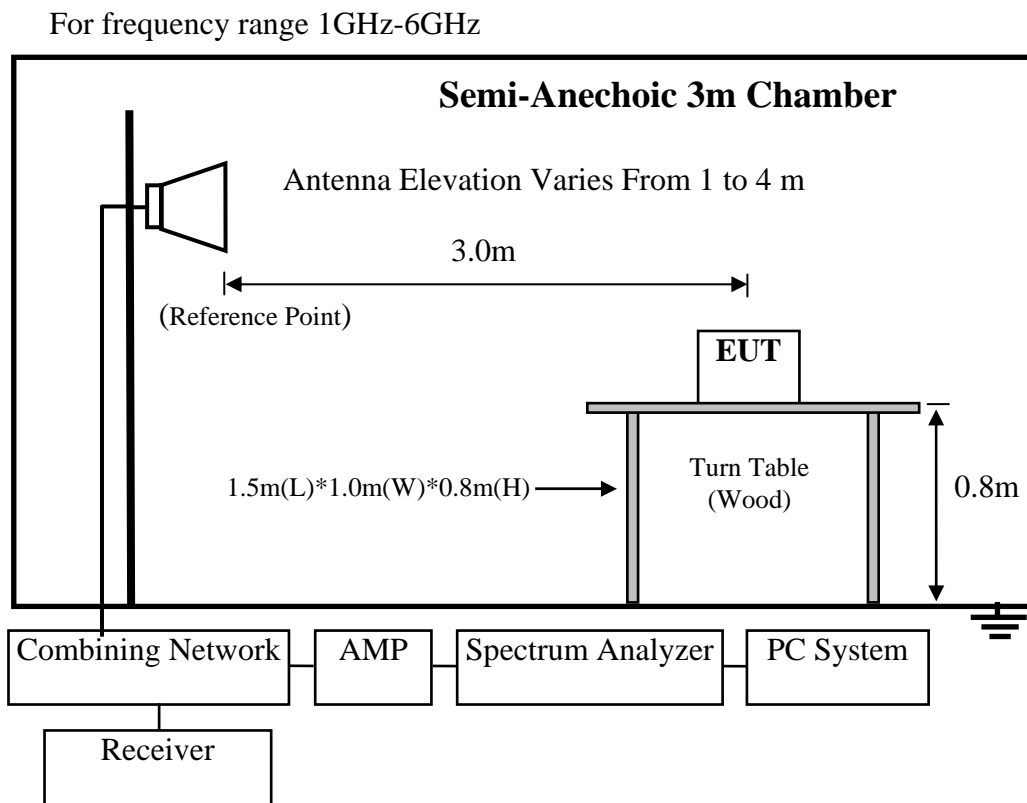 For frequency range 1GHz-6GHz
Semi-Anechoic 3m Chamber
Antenna Elevation Varies From 1 to 4 m
3.0m
(Reference Point)
EUT
1.5m(L)*1.0m(W)*0.8m(H)
Turn Table
(Wood)
0.8m
Combining Network
AMP
Spectrum Analyzer
PC System
Receiver